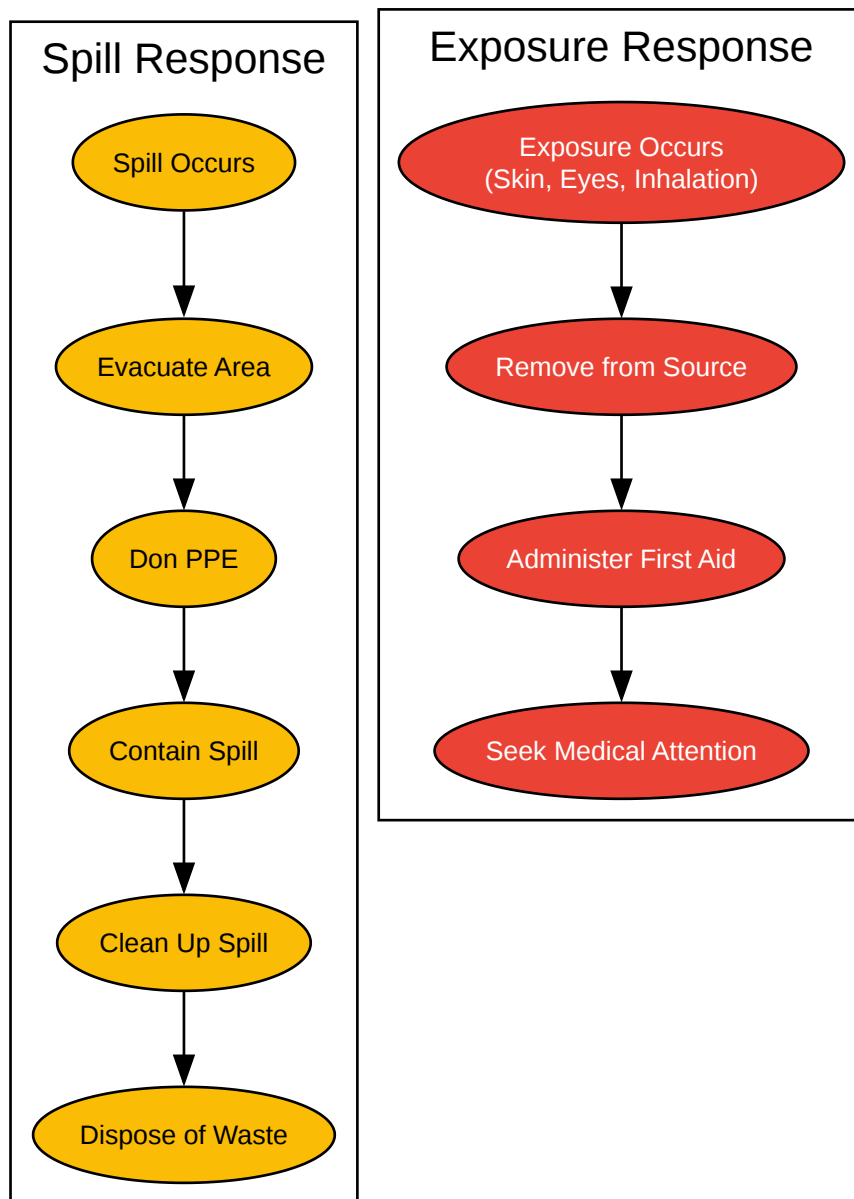 Spill Response
Spill Occurs
Evacuate Area
Don PPE
Contain Spill
Clean Up Spill
Dispose of Waste
Exposure Response
Exposure Occurs
(Skin, Eyes, Inhalation)
Remove from Source
Administer First Aid
Seek Medical Attention